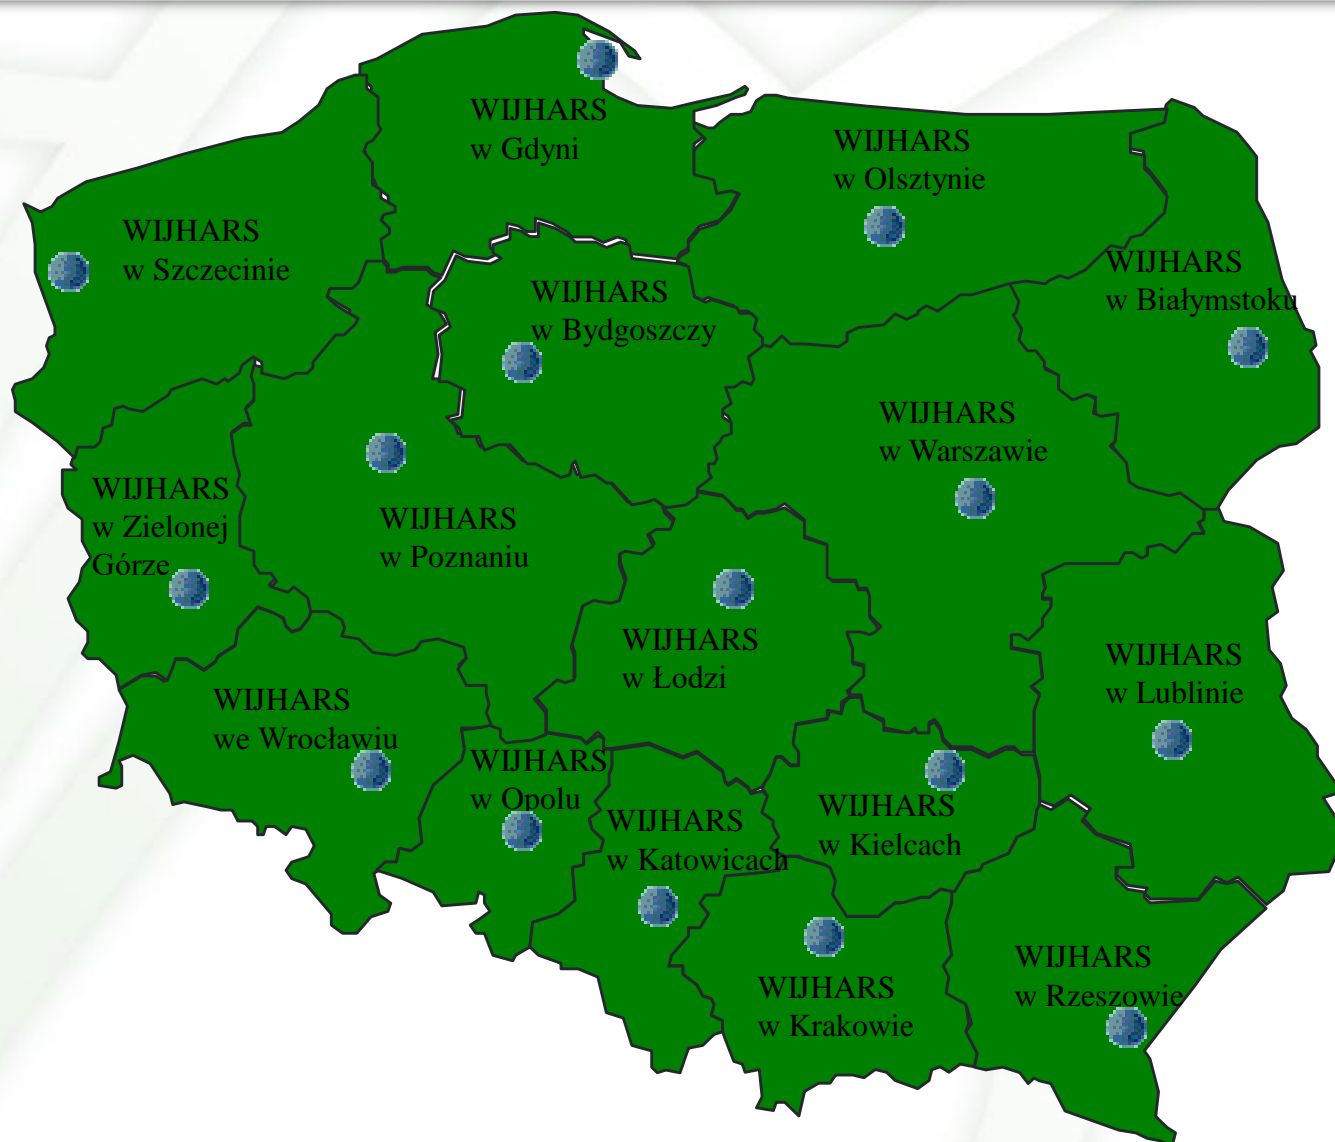 WIJHARS
w Gdyni
WIJHARS
w Olsztynie
WIJHARS
w Szczecinie
WIJHARS
w Białymstoku
WIJHARS
w Bydgoszczy
WIJHARS
w Warszawie
WIJHARS
w Zielonej
Górze
WIJHARS
w Poznaniu
WIJHARS
w Łodzi
WIJHARS
w Lublinie
WIJHARS
we Wrocławiu
WIJHARS
w Opolu
WIJHARS
w Katowicach
WIJHARS
w Kielcach
WIJHARS
w Krakowie
WIJHARS
w Rzeszowie